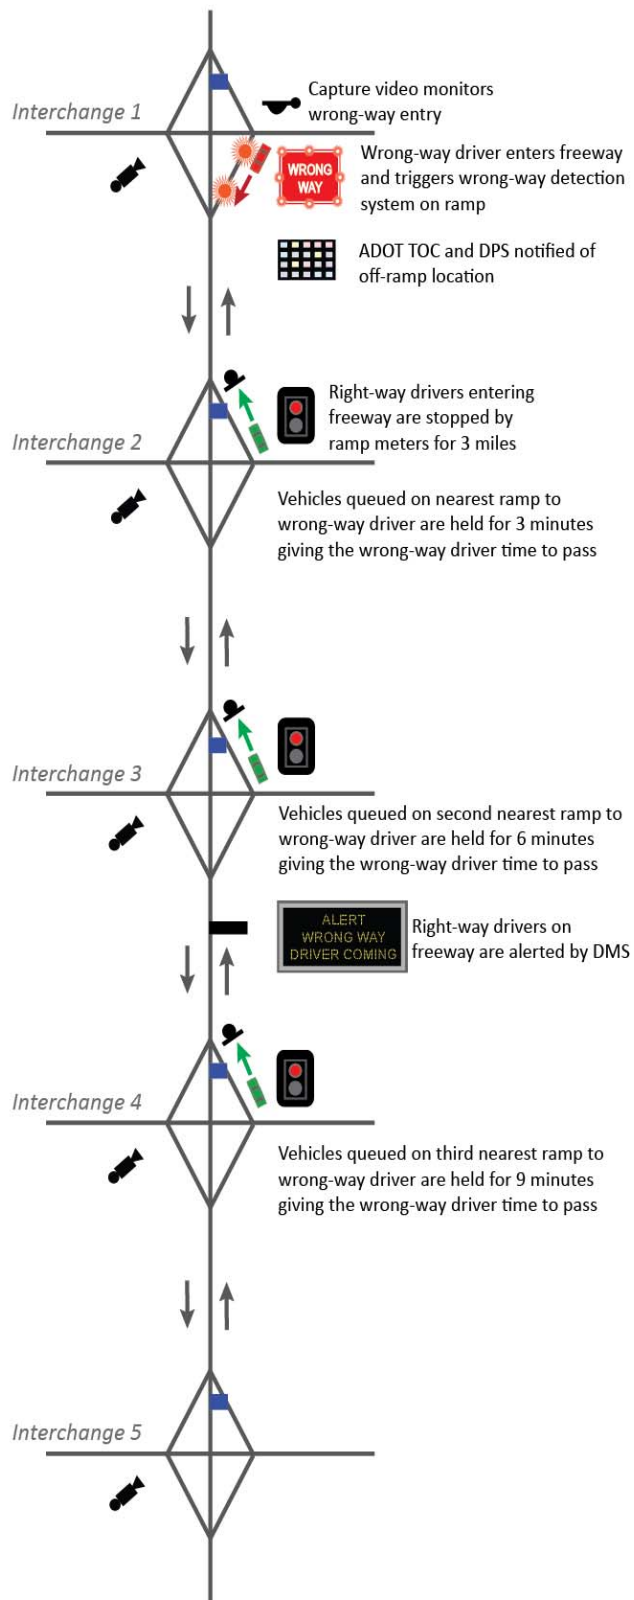 Interchange 1
Capture video monitors
wrong-way entry
WRONG
WAY
Wrong-way driver enters freeway
and triggers wrong-way detection
system on ramp
ADOT TOC and DPS notified of
off-ramp location
Interchange 2
Right-way drivers entering
freeway are stopped by
ramp meters for 3 miles
Vehicles queued on nearest ramp to
wrong-way driver are held for 3 minutes
giving the wrong-way driver time to pass
Interchange 3
Vehicles queued on second nearest ramp to
wrong-way driver are held for 6 minutes
giving the wrong-way driver time to pass
ALERT
WRONG WAY
DRIVER COMING
Right-way drivers on
freeway are alerted by DMS
Interchange 4
Vehicles queued on third nearest ramp to
wrong-way driver are held for 9 minutes
giving the wrong-way driver time to pass
Interchange 5